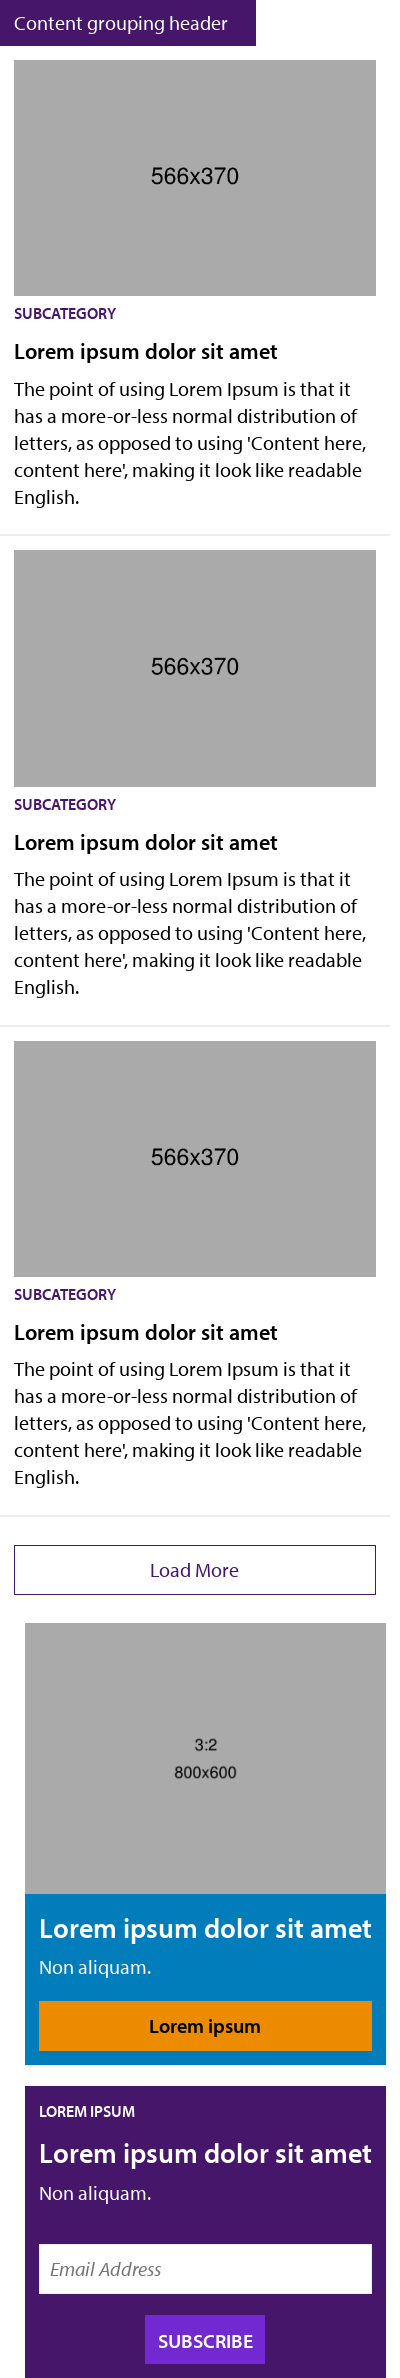 Content grouping header
566x370
SUBCATEGORY
Lorem ipsum dolor sit amet
The point of using Lorem Ipsum is that it
has a more-or-less normal distribution of
letters, as opposed to using 'Content here,
content here', making it look like readable
English.
566x370
SUBCATEGORY
Lorem ipsum dolor sit amet
The point of using Lorem Ipsum is that it
has a more-or-less normal distribution of
letters, as opposed to using 'Content here,
content here', making it look like readable
English.
566x370
SUBCATEGORY
Lorem ipsum dolor sit amet
The point of using Lorem Ipsum is that it
has a more-or-less normal distribution of
letters, as opposed to using 'Content here,
content here', making it look like readable
English.
Load More
3:2
800x600
Lorem ipsum dolor sit amet
Non aliquam.
Lorem ipsum
LOREM IPSUM
Lorem ipsum dolor sit amet
Non aliquam.
Email Address
SUBSCRIBE